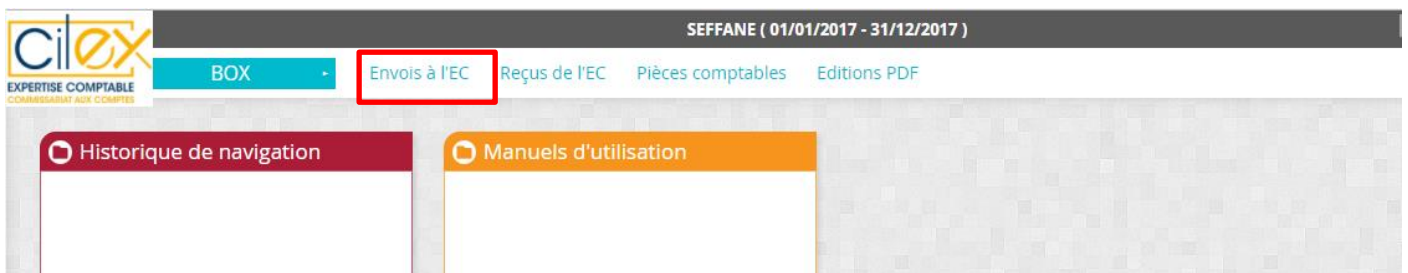 SEFFANE ( 01/01/2017 - 31/12/2017 )
Cilex
EXPERTISE COMPTABLE
COMMISSARIAT AUX COMPTES
BOX
Envois à l'EC
Reçus de l'EC
Pièces comptables
Editions PDF
Historique de navigation
Manuels d'utilisation